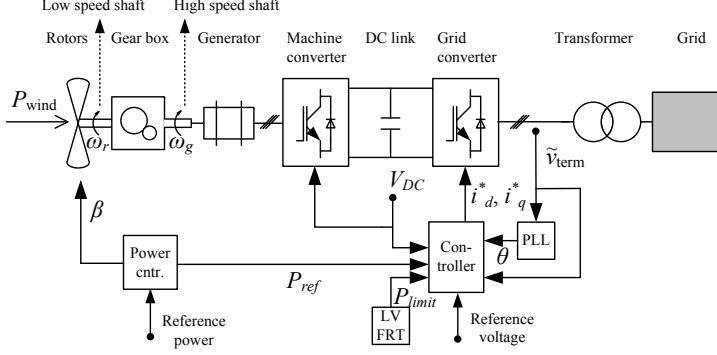 Low speed shaft
High speed shaft
Rotors
Gear box
Generator
Machine
converter
DC link
Grid
converter
Transformer
Grid
P_wind
ω_r
ω_g
ṽ_term
V_DC
i*_d, i*_q
β
Con-
troller
θ
PLL
Power
cntr.
P_ref
P_limit
LV
FRT
Reference
power
Reference
voltage